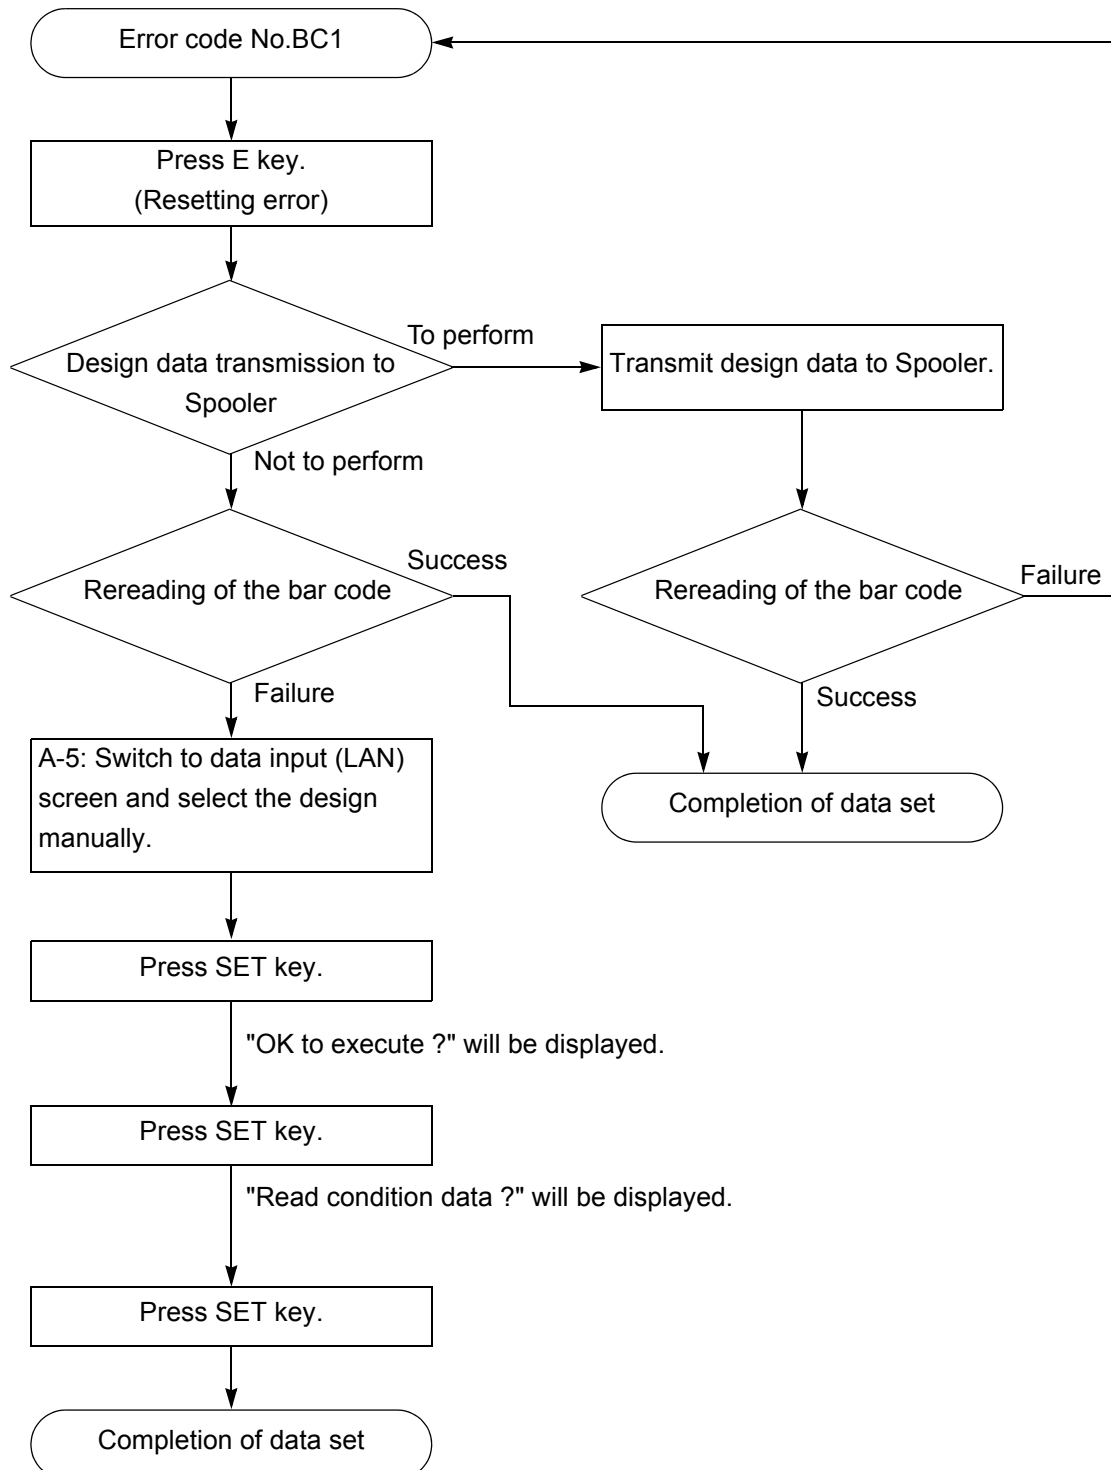 Error code No.BC1
Press E key.
(Resetting error)
To perform
Design data transmission to
Spooler
Transmit design data to Spooler.
Not to perform
Success
Rereading of the bar code
Rereading of the bar code
Failure
Failure
Success
A-5: Switch to data input (LAN)
screen and select the design
manually.
Completion of data set
Press SET key.
"OK to execute ?" will be displayed.
Press SET key.
"Read condition data ?" will be displayed.
Press SET key.
Completion of data set